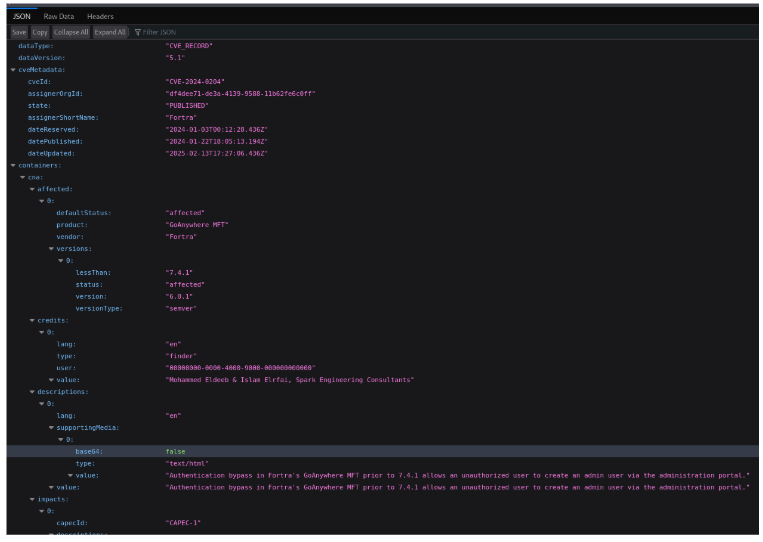 JSON Raw Data Headers
Save Copy Collapse All Expand All Filter JSON
dataType: "CVE_RECORD"
dataVersion: "5.1"
cveMetadata:
cveId: "CVE-2024-0204"
assignerOrgId: "df4dee71-de3a-4139-9588-11b62fe6c0ff"
state: "PUBLISHED"
assignerShortName: "Fortra"
dateReserved: "2024-01-03T00:12:28.436Z"
datePublished: "2024-01-22T18:05:13.194Z"
dateUpdated: "2025-02-13T17:27:06.436Z"
containers:
cna:
affected:
0:
defaultStatus: "affected"
product: "GoAnywhere MFT"
vendor: "Fortra"
versions:
0:
lessThan: "7.4.1"
status: "affected"
version: "6.0.1"
versionType: "semver"
credits:
0:
lang: "en"
type: "finder"
user: "00000000-0000-4000-9000-000000000000"
value: "Mohammed Eldeeb & Islam Elrfai, Spark Engineering Consultants"
descriptions:
0:
lang: "en"
supportingMedia:
0:
base64: false
type: "text/html"
value: "Authentication bypass in Fortra's GoAnywhere MFT prior to 7.4.1 allows an unauthorized user to create an admin user via the administration portal."
value: "Authentication bypass in Fortra's GoAnywhere MFT prior to 7.4.1 allows an unauthorized user to create an admin user via the administration portal."
impacts:
0:
capecId: "CAPEC-1"
descriptions: